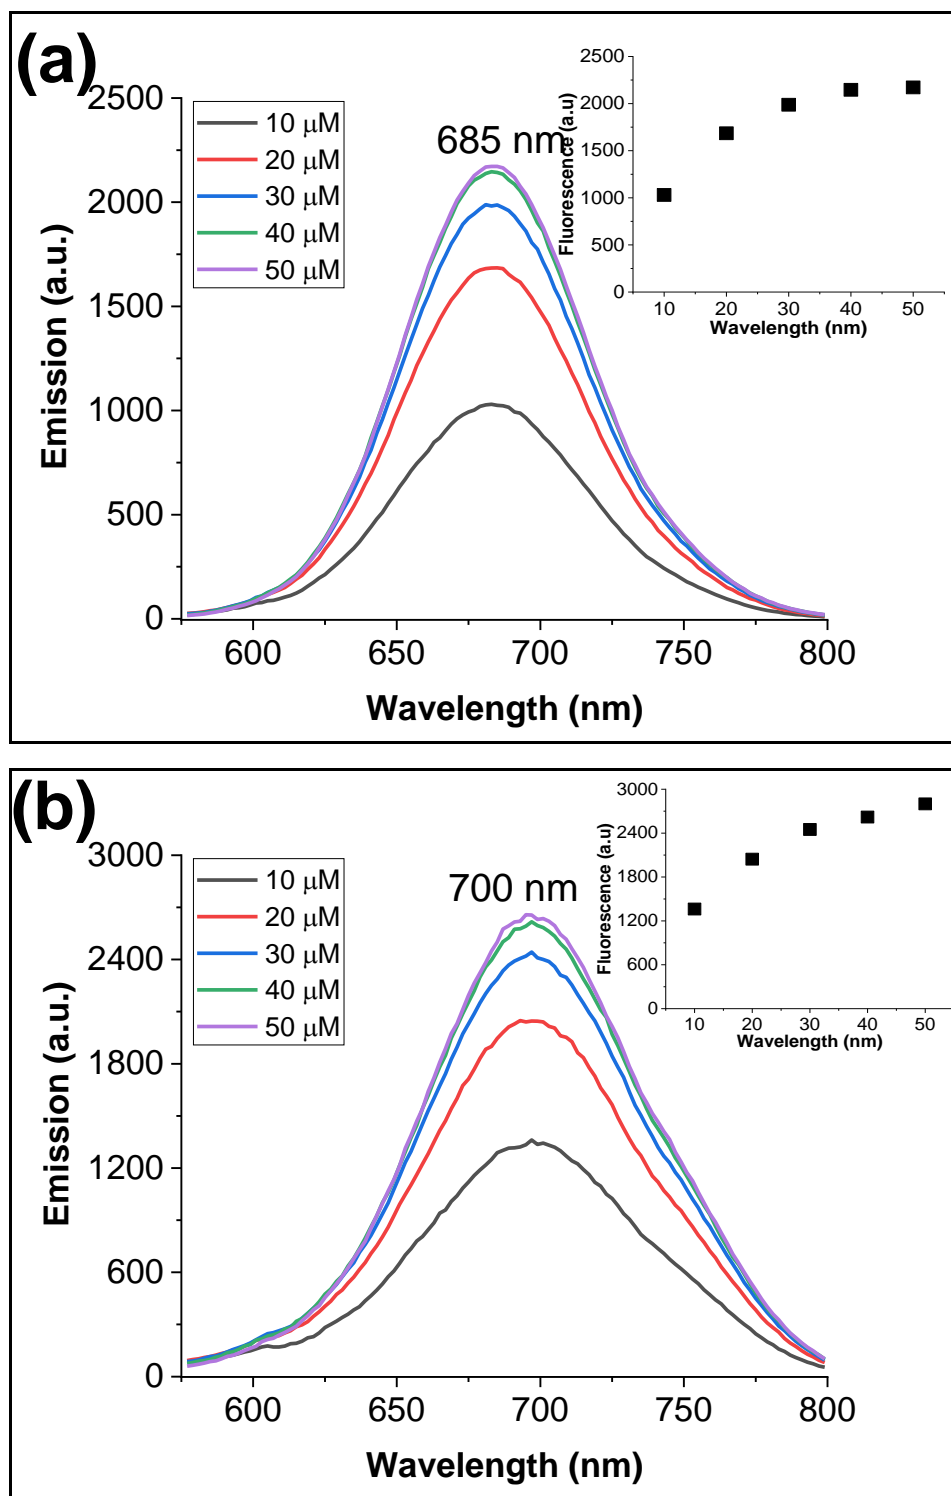 (a)
2500
2000
1500
1000
500
0
Emission (a.u.)
10 μM
20 μM
30 μM
40 μM
50 μM
685 nm
600 650 700 750 800
Wavelength (nm)
2500
2000
1500
1000
500
0
Fluorescence (a.u)
10 20 30 40 50
Wavelength (nm)
(b)
3000
2400
1800
1200
600
0
Emission (a.u.)
10 μM
20 μM
30 μM
40 μM
50 μM
700 nm
600 650 700 750 800
Wavelength (nm)
3000
2400
1800
1200
600
0
Fluorescence (a.u)
10 20 30 40 50
Wavelength (nm)